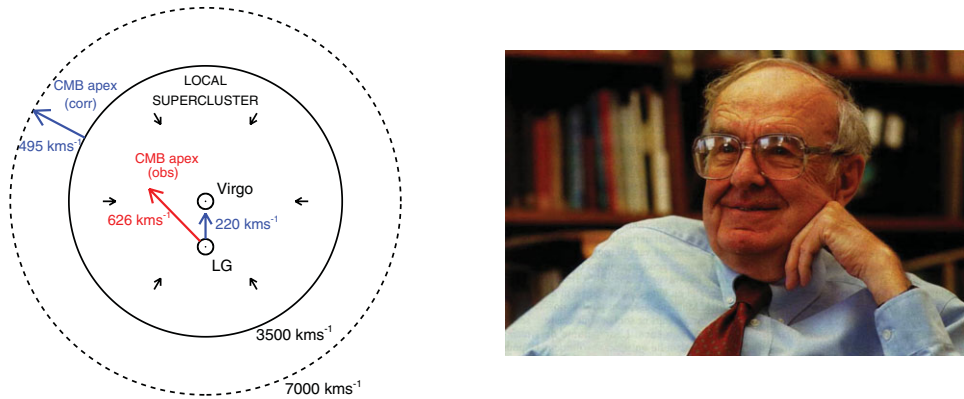 CMB apex
(corr)
495 kms⁻¹
LOCAL
SUPERCLUSTER
CMB apex
(obs)
626 kms⁻¹
Virgo
220 kms⁻¹
LG
3500 kms⁻¹
7000 kms⁻¹